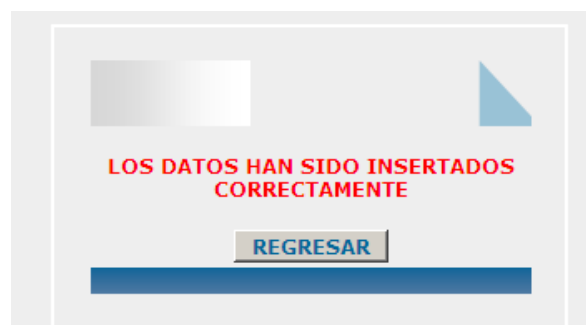 LOS DATOS HAN SIDO INSERTADOS
CORRECTAMENTE
REGRESAR